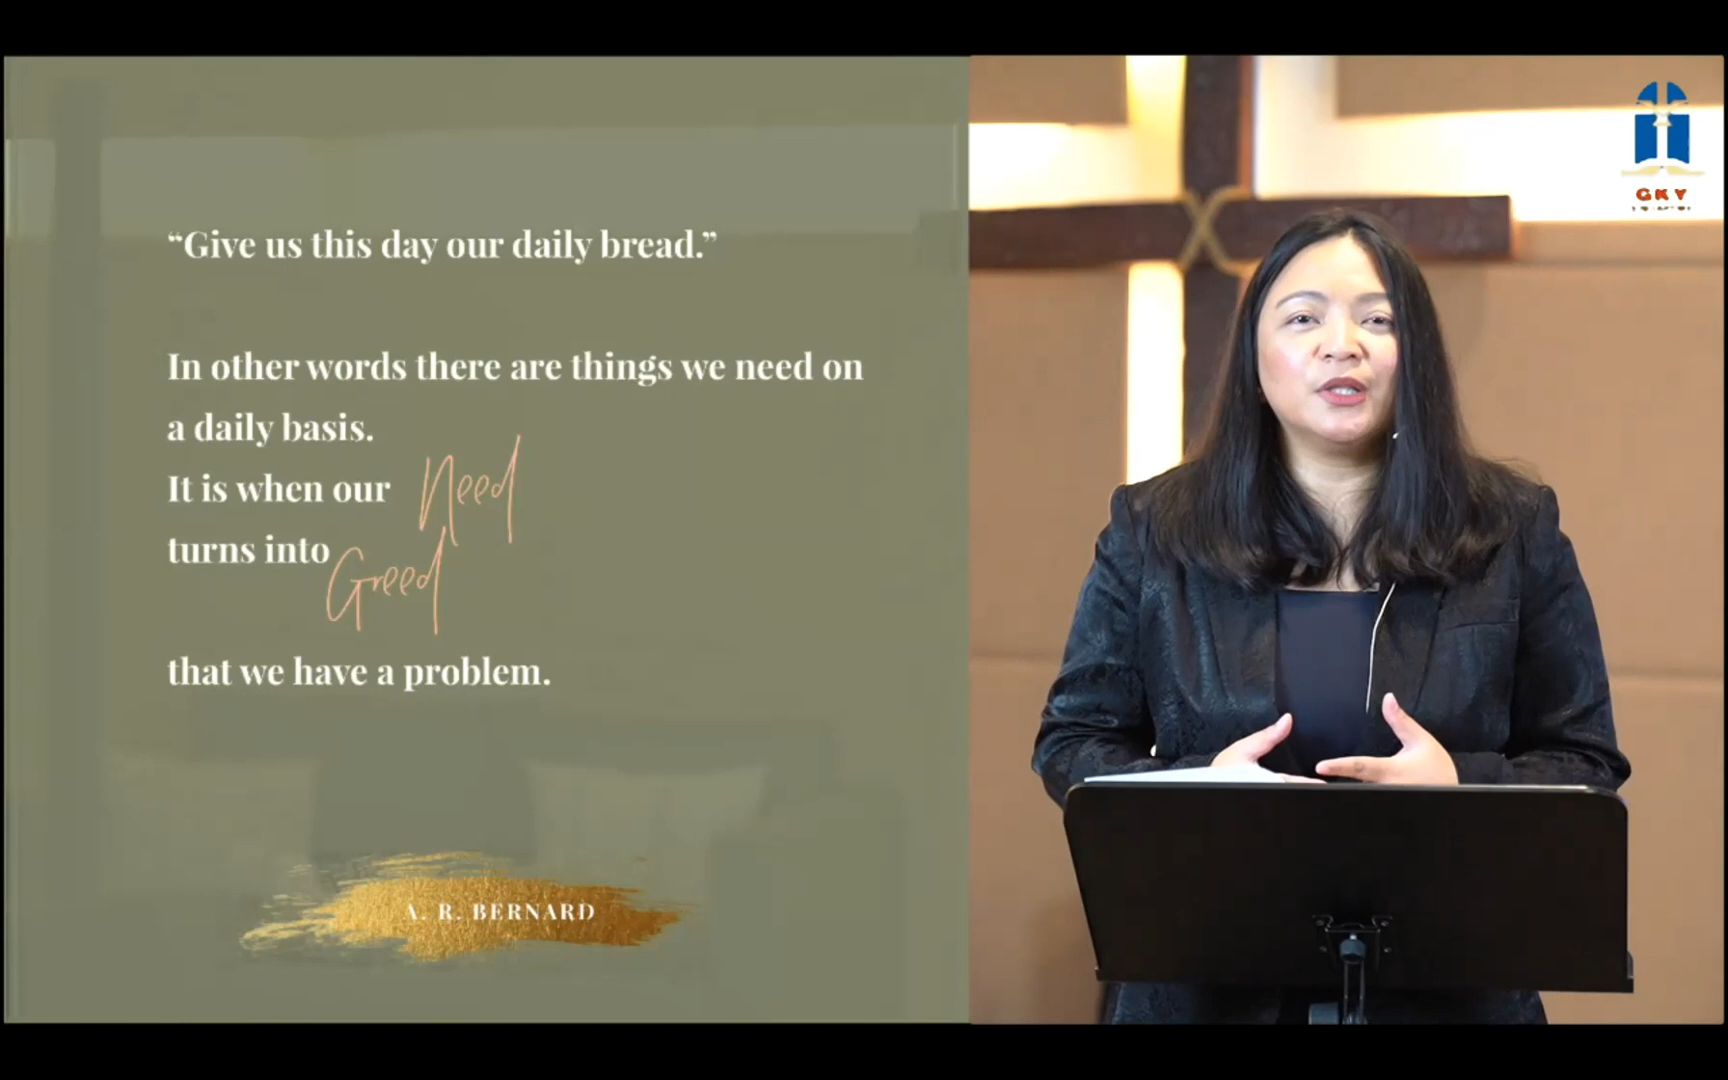 “Give us this day our daily bread.”
In other words there are things we need on
a daily basis.
It is when our Need
turns into Greed
that we have a problem.
A. R. BERNARD
GKY